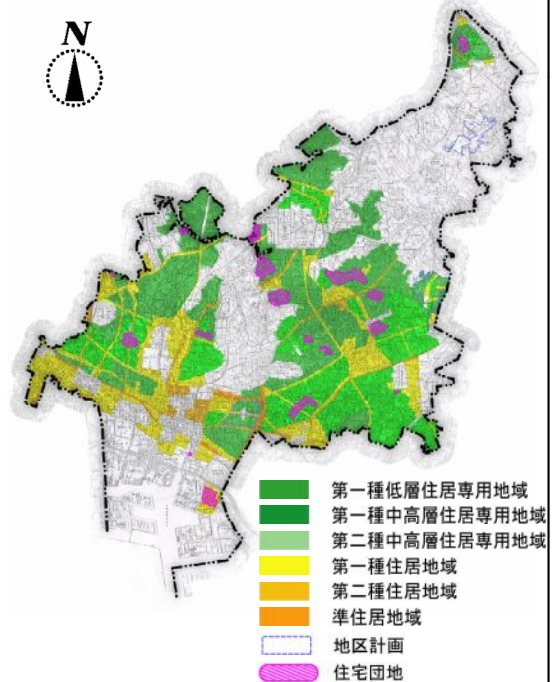 N
第一種低層住居専用地域
第一種中高層住居専用地域
第二種中高層住居専用地域
第一種住居地域
第二種住居地域
準住居地域
地区計画
住宅団地